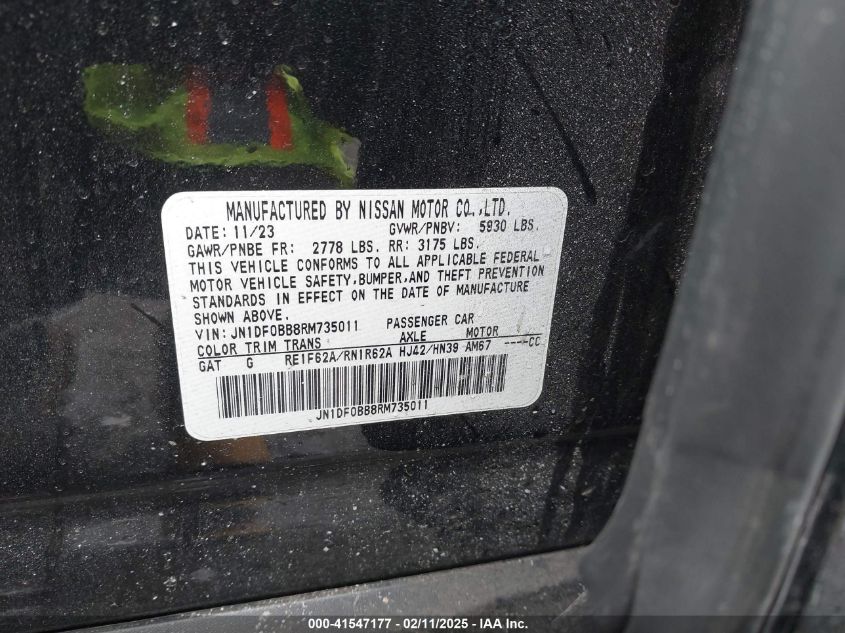 MANUFACTURED BY NISSAN MOTOR CO.,LTD.
DATE: 11/23 GVWR/PNBV: 5930 LBS.
GAWR/PNBE FR: 2778 LBS. RR: 3175 LBS.
THIS VEHICLE CONFORMS TO ALL APPLICABLE FEDERAL
MOTOR VEHICLE SAFETY,BUMPER,AND THEFT PREVENTION
STANDARDS IN EFFECT ON THE DATE OF MANUFACTURE
SHOWN ABOVE.
VIN: JN1DF0BB8RM735011 PASSENGER CAR
COLOR TRIM TRANS AXLE MOTOR
GAT G RE1F62A/RN1R62A HJ42/HN39 AM67 ----CC
JN1DF0BB8RM735011
000-41547177 - 02/11/2025 - IAA Inc.